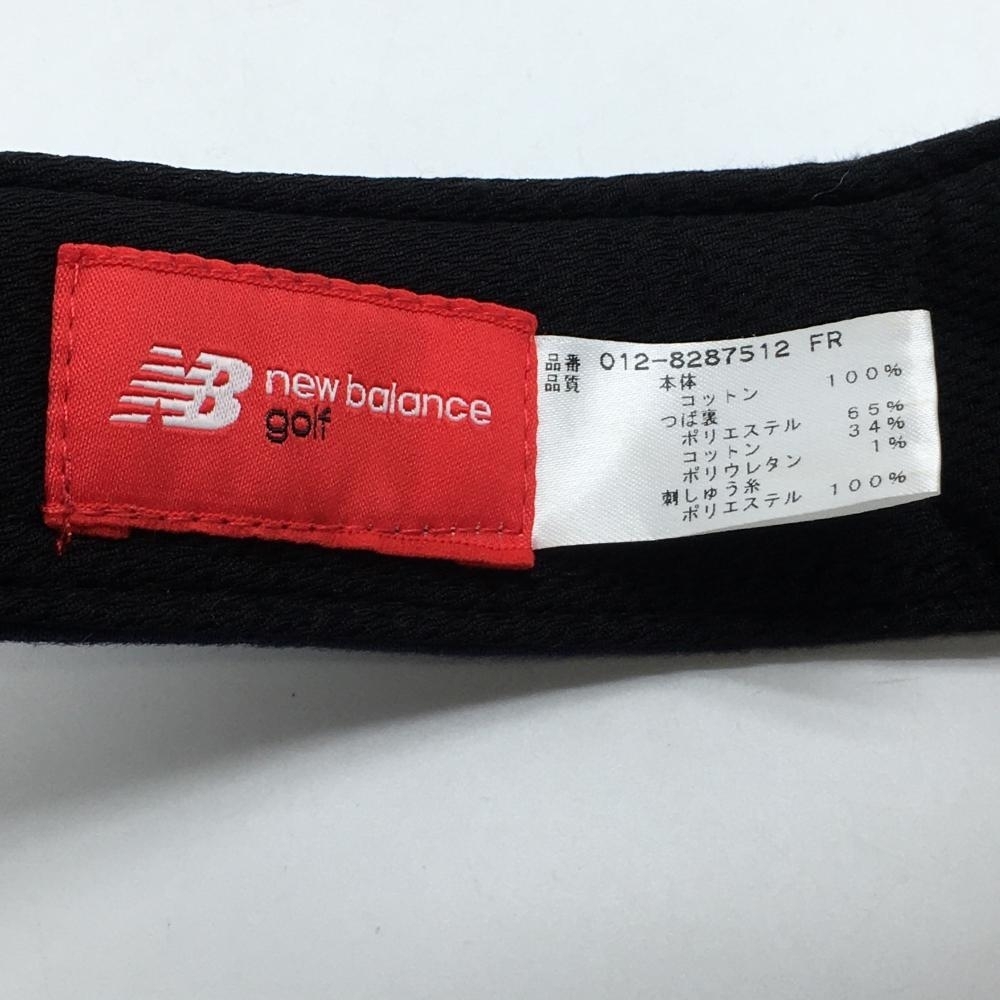 NB new balance
golf
品番 012-8287512 FR
品質 本体
コットン 100%
つば裏
ポリエステル 65%
コットン 34%
ポリウレタン 1%
刺しゅう糸
ポリエステル 100%